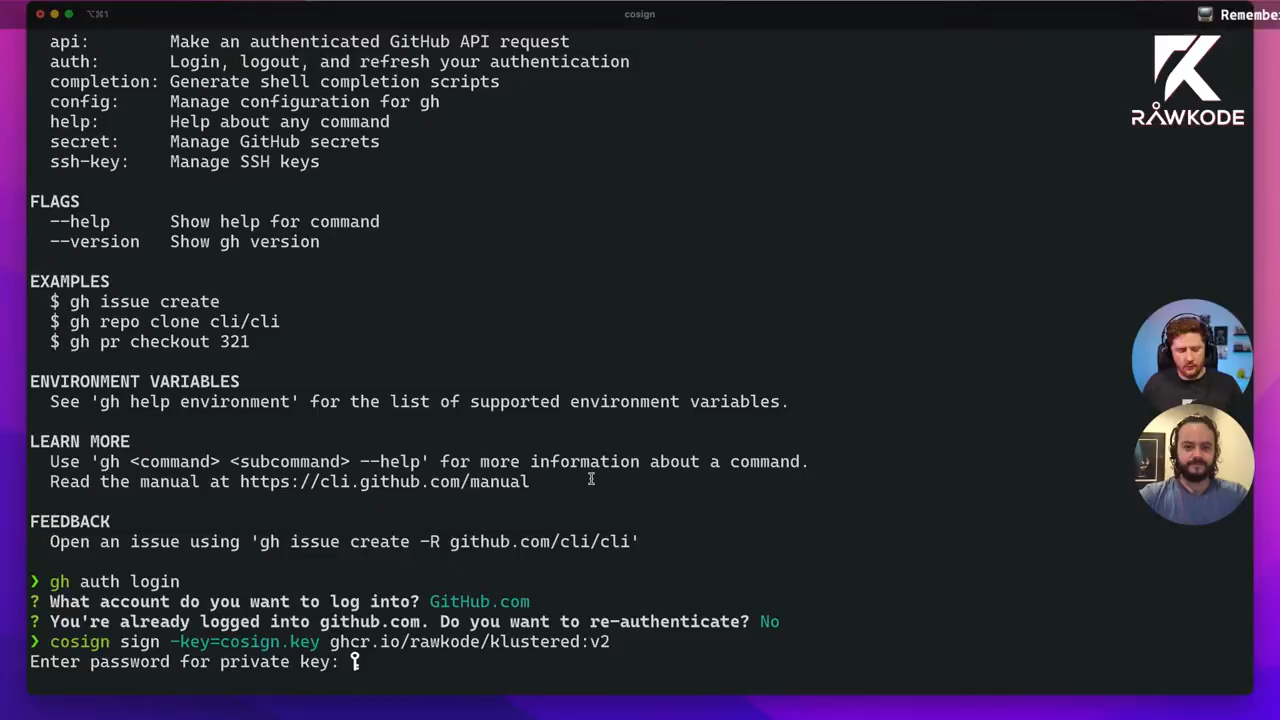 ⌥⌘1
cosign
Remember
api: Make an authenticated GitHub API request
auth: Login, logout, and refresh your authentication
completion: Generate shell completion scripts
config: Manage configuration for gh
help: Help about any command
secret: Manage GitHub secrets
ssh-key: Manage SSH keys
RAWKODE
FLAGS
--help Show help for command
--version Show gh version
EXAMPLES
$ gh issue create
$ gh repo clone cli/cli
$ gh pr checkout 321
ENVIRONMENT VARIABLES
See 'gh help environment' for the list of supported environment variables.
LEARN MORE
Use 'gh <command> <subcommand> --help' for more information about a command.
Read the manual at https://cli.github.com/manual
FEEDBACK
Open an issue using 'gh issue create -R github.com/cli/cli'
❯ gh auth login
? What account do you want to log into? GitHub.com
? You're already logged into github.com. Do you want to re-authenticate? No
❯ cosign sign -key=cosign.key ghcr.io/rawkode/klustered:v2
Enter password for private key: